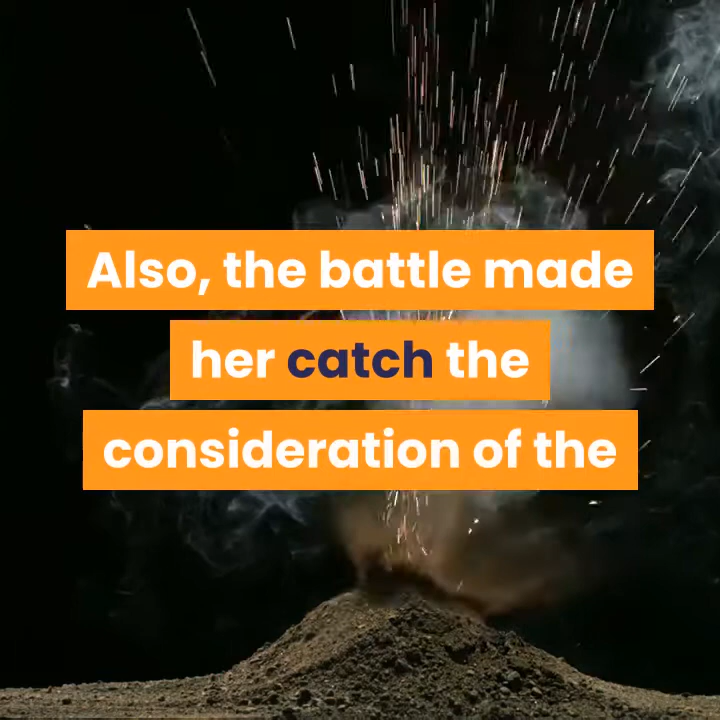 Also, the battle made
her catch the
consideration of the